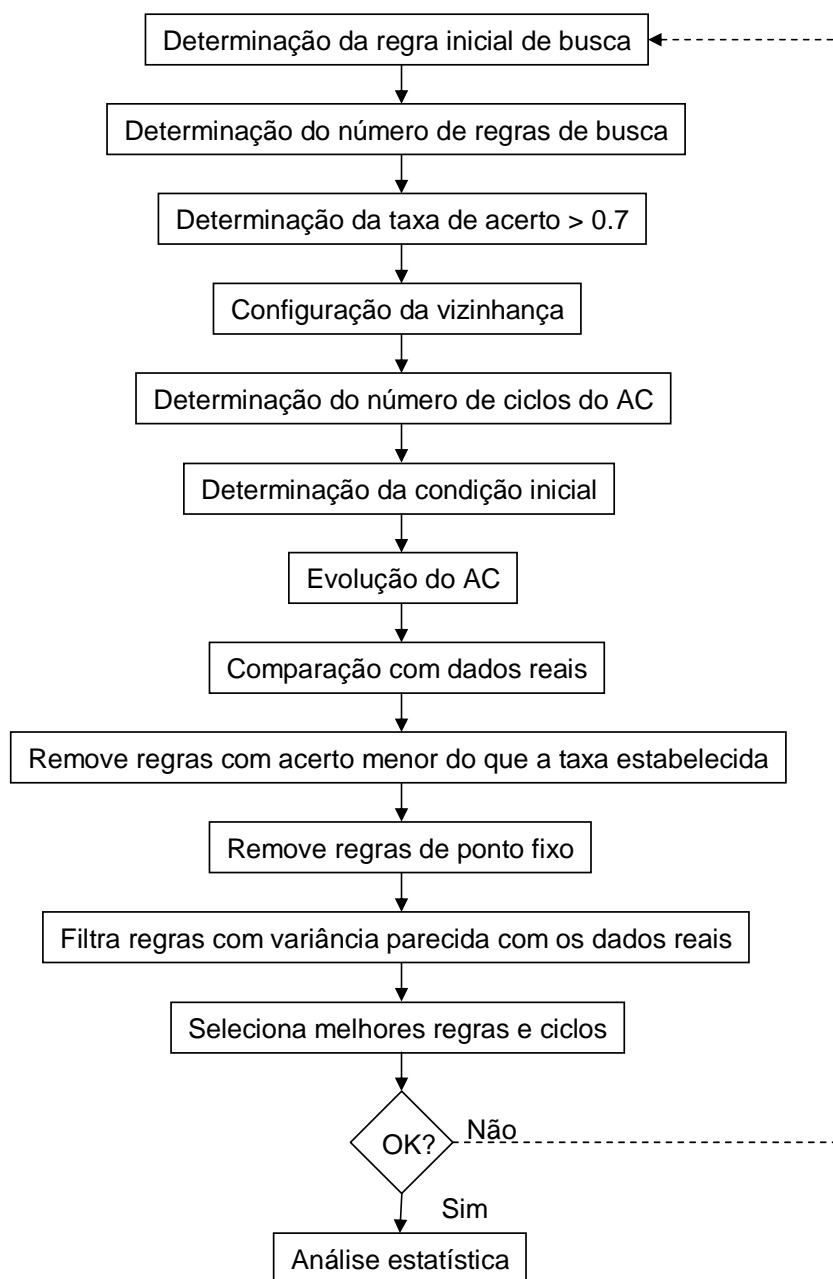 Determinação da regra inicial de busca
Determinação do número de regras de busca
Determinação da taxa de acerto > 0.7
Configuração da vizinhança
Determinação do número de ciclos do AC
Determinação da condição inicial
Evolução do AC
Comparação com dados reais
Remove regras com acerto menor do que a taxa estabelecida
Remove regras de ponto fixo
Filtra regras com variância parecida com os dados reais
Seleciona melhores regras e ciclos
OK?
Não
Sim
Análise estatística